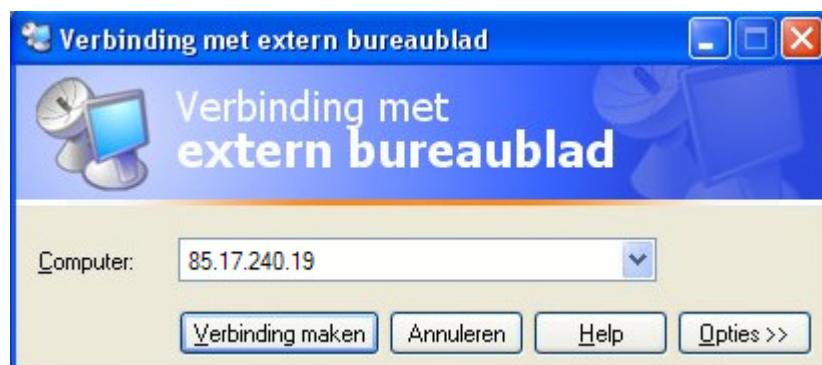 Verbinding met extern bureaublad
Verbinding met
extern bureaublad
Computer: 85.17.240.19
Verbinding maken Annuleren Help Opties >>